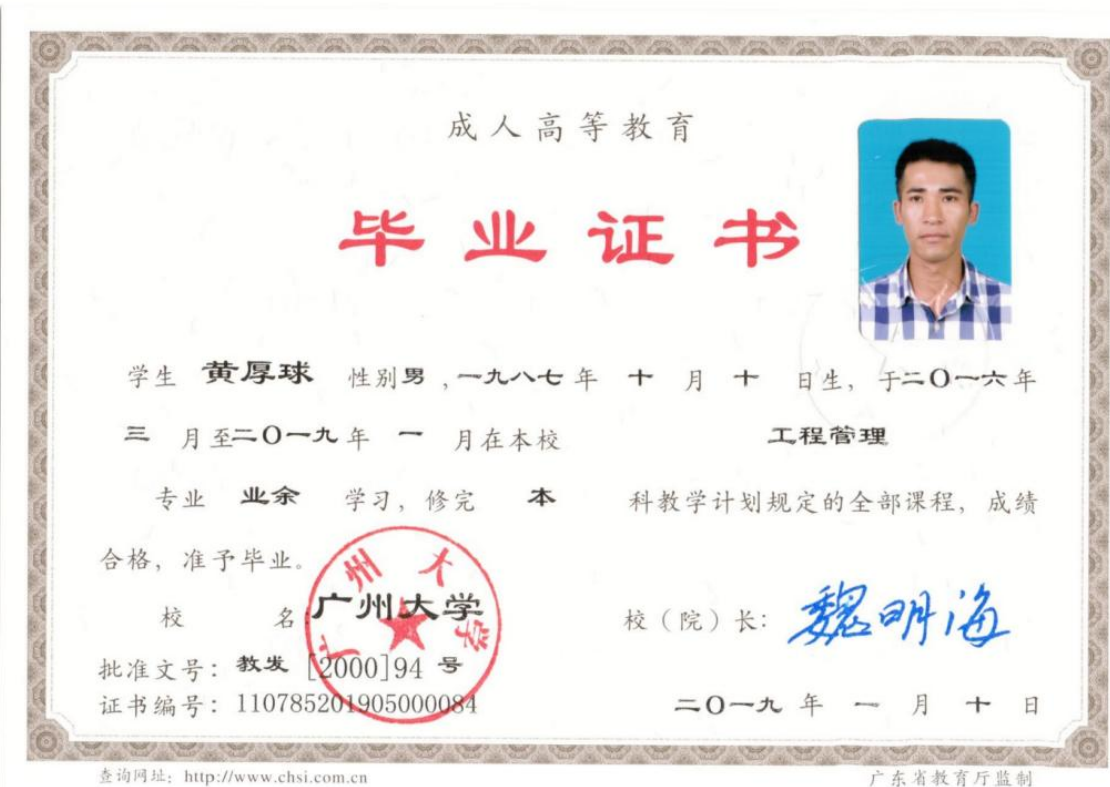 成人高等教育
毕业证书
学生 黄厚球 性别男,一九八七年 十 月 十 日生,于二〇一六年
三 月至二〇一九年 一 月在本校 工程管理
专业 业余 学习,修完 本 科教学计划规定的全部课程,成绩
合格,准予毕业。
广州大学
校 名:广州大学 校(院)长: 魏明海
批准文号:教发 [2000]94 号
证书编号:110785201905000084 二〇一九 年 一 月 十 日
查询网址:http://www.chsi.com.cn 广东省教育厅监制